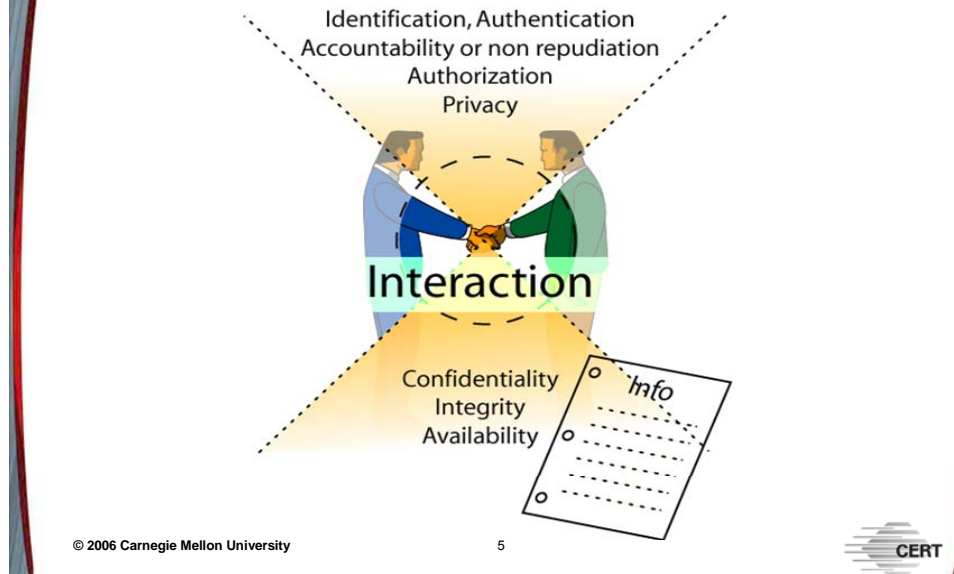 Identification, Authentication
Accountability or non repudiation
Authorization
Privacy
Interaction
Confidentiality
Integrity
Availability
Info
© 2006 Carnegie Mellon University
5
CERT